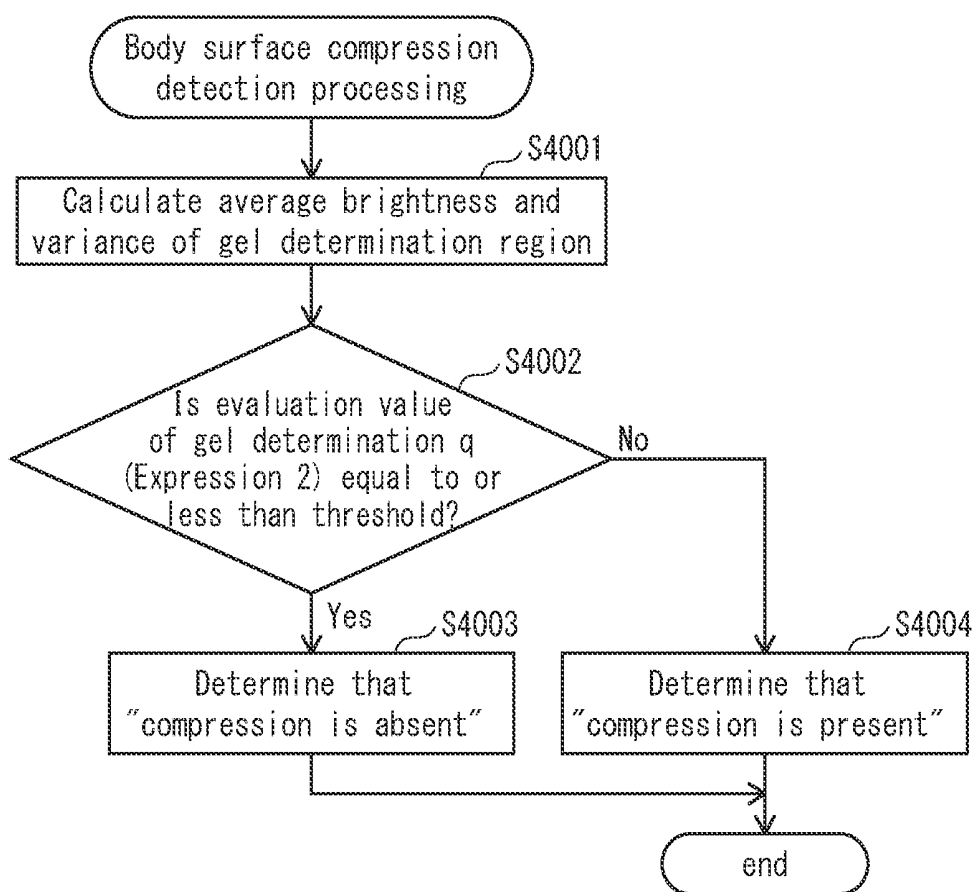 Body surface compression
detection processing
S4001
Calculate average brightness and
variance of gel determination region
S4002
Is evaluation value
of gel determination q
(Expression 2) equal to or
less than threshold?
No
Yes
S4003
Determine that
"compression is absent"
S4004
Determine that
"compression is present"
end